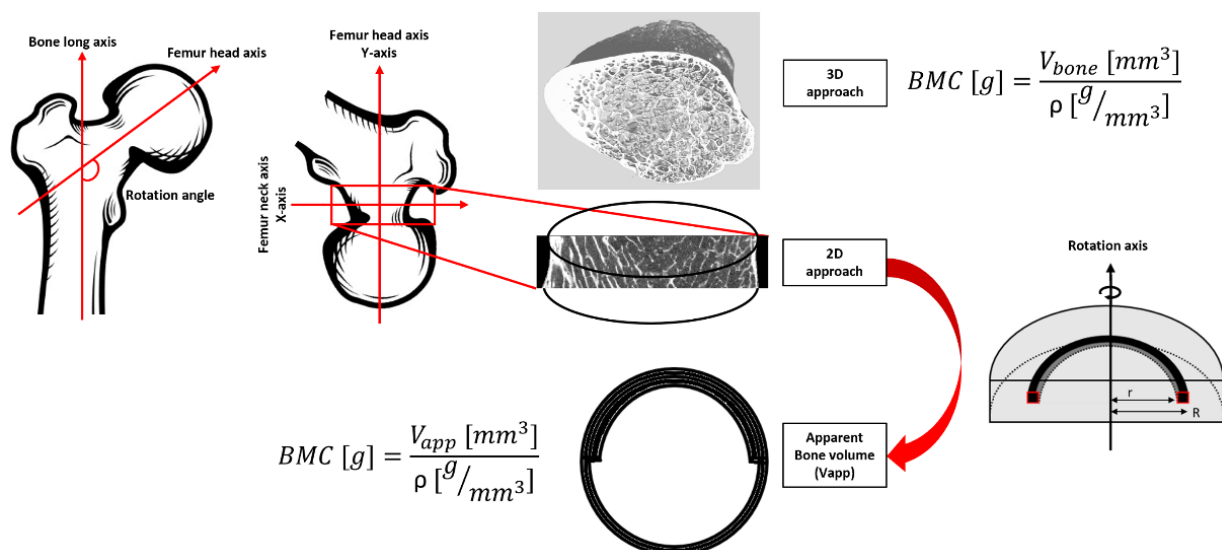 Bone long axis
Femur head axis
Rotation angle
Femur head axis
Y-axis
Femur neck axis
X-axis
3D
approach
BMC [g] = V_bone [mm³] / ρ [g/mm³]
2D
approach
Rotation axis
r
R
BMC [g] = V_app [mm³] / ρ [g/mm³]
Apparent
Bone volume
(Vapp)